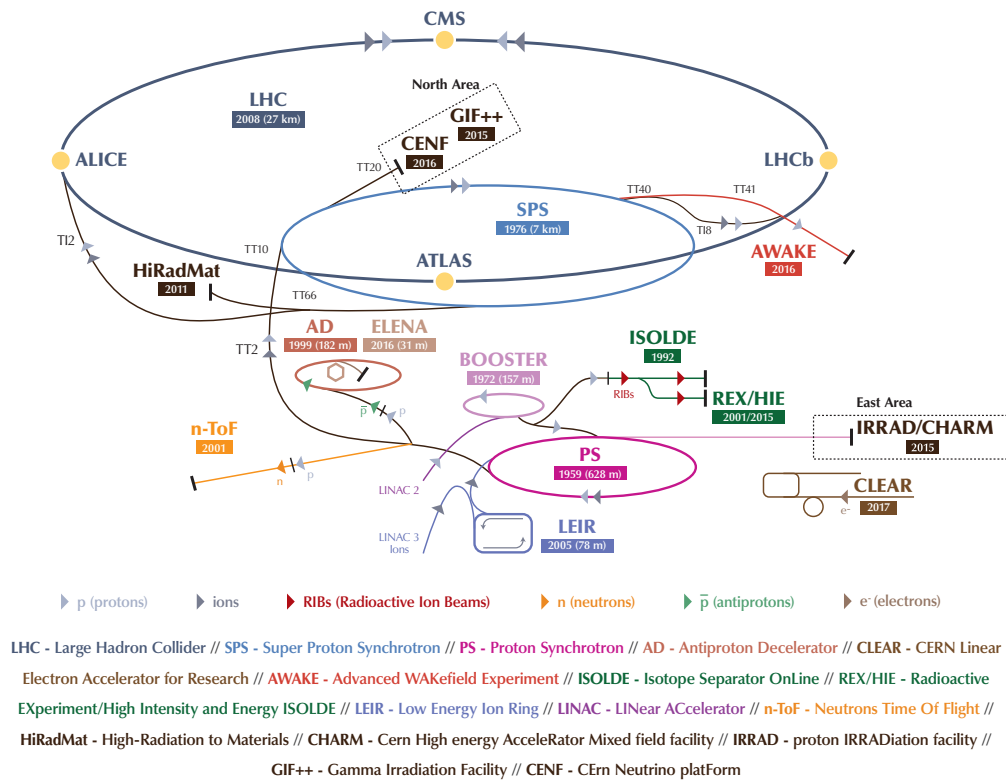 CMS
North Area
LHC
2008 (27 km)
GIF++
2015
CENF
2016
ALICE
LHCb
TT20
TT40
TT41
SPS
1976 (7 km)
TI8
TI2
TT10
ATLAS
AWAKE
2016
HiRadMat
2011
TT66
AD
1999 (182 m)
ELENA
2016 (31 m)
TT2
ISOLDE
1992
BOOSTER
1972 (157 m)
RIBs
REX/HIE
2001/2015
p̅
p
East Area
IRRAD/CHARM
2015
n-ToF
2001
PS
1959 (628 m)
n
p
LINAC 2
CLEAR
2017
e-
LINAC 3
Ions
LEIR
2005 (78 m)
p (protons)
ions
RIBs (Radioactive Ion Beams)
n (neutrons)
p̅ (antiprotons)
e- (electrons)
LHC - Large Hadron Collider // SPS - Super Proton Synchrotron // PS - Proton Synchrotron // AD - Antiproton Decelerator // CLEAR - CERN Linear
Electron Accelerator for Research // AWAKE - Advanced WAKefield Experiment // ISOLDE - Isotope Separator OnLine // REX/HIE - Radioactive
EXperiment/High Intensity and Energy ISOLDE // LEIR - Low Energy Ion Ring // LINAC - LINear ACcelerator // n-ToF - Neutrons Time Of Flight //
HiRadMat - High-Radiation to Materials // CHARM - Cern High energy AcceleRator Mixed field facility // IRRAD - proton IRRADiation facility //
GIF++ - Gamma Irradiation Facility // CENF - CErn Neutrino platForm